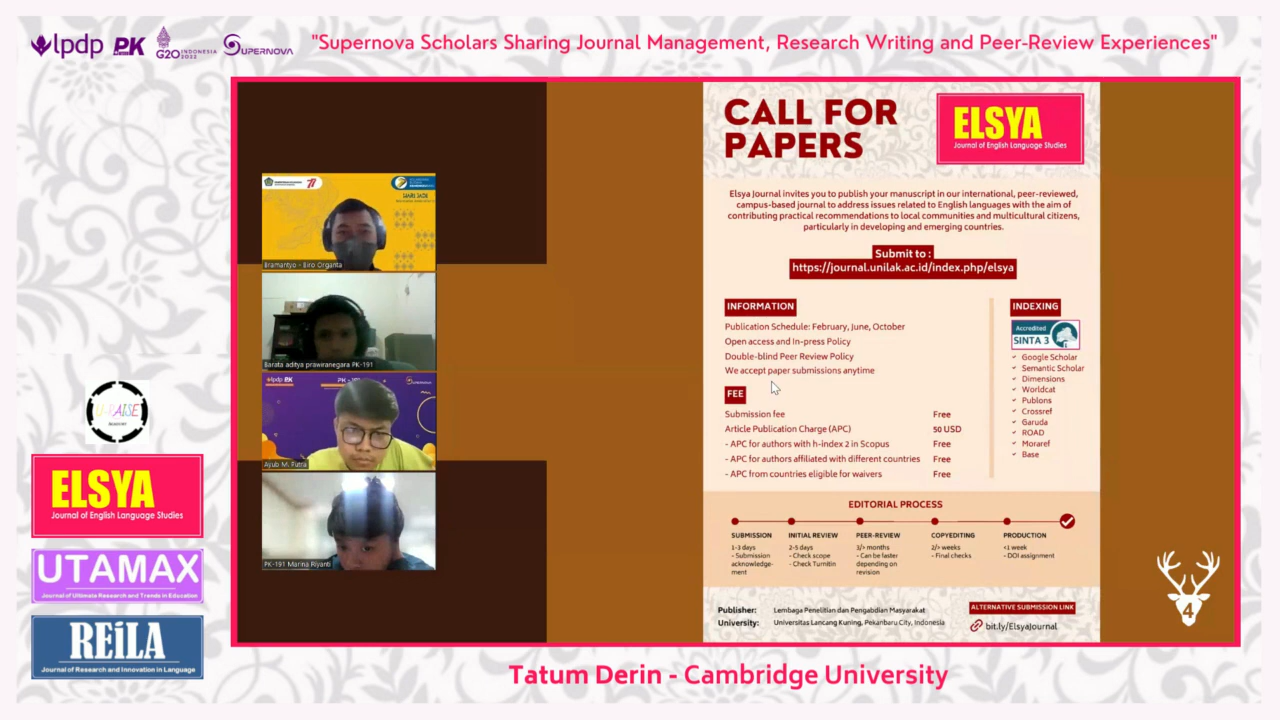 lpdp PK G20 INDONESIA 2022 SUPERNOVA
"Supernova Scholars Sharing Journal Management, Research Writing and Peer-Review Experiences"
Bramantyo - Biro Organta
Barata aditya prawiranegara PK-191
lpdp PK
Ayub M. Putra
PK-191 Marina Riyanti
CALL FOR
PAPERS
ELSYA
Journal of English Language Studies
Elsya Journal invites you to publish your manuscript in our international, peer-reviewed,
campus-based journal to address issues related to English languages with the aim of
contributing practical recommendations to local communities and multicultural citizens,
particularly in developing and emerging countries.
Submit to :
https://journal.unilak.ac.id/index.php/elsya
INFORMATION
Publication Schedule: February, June, October
Open access and In-press Policy
Double-blind Peer Review Policy
We accept paper submissions anytime
FEE
Submission fee Free
Article Publication Charge (APC) 50 USD
- APC for authors with h-index 2 in Scopus Free
- APC for authors affiliated with different countries Free
- APC from countries eligible for waivers Free
INDEXING
Accredited
SINTA 3
Google Scholar
Semantic Scholar
Dimensions
Worldcat
Publons
Crossref
Garuda
ROAD
Moraref
Base
EDITORIAL PROCESS
SUBMISSION
1-3 days
- Submission
acknowledge-
ment
INITIAL REVIEW
2-5 days
- Check scope
- Check Turnitin
PEER-REVIEW
3/> months
- Can be faster
depending on
revision
COPYEDITING
2/> weeks
- Final checks
PRODUCTION
<1 week
- DOI assignment
Publisher: Lembaga Penelitian dan Pengabdian Masyarakat
University: Universitas Lancang Kuning, Pekanbaru City, Indonesia
ALTERNATIVE SUBMISSION LINK
bit.ly/ElsyaJournal
4
U-RAISE
ELSYA
Journal of English Language Studies
UTAMAX
Journal of Ultimate Research and Trends in Education
REiLA
Journal of Research and Innovation in Language
Tatum Derin - Cambridge University